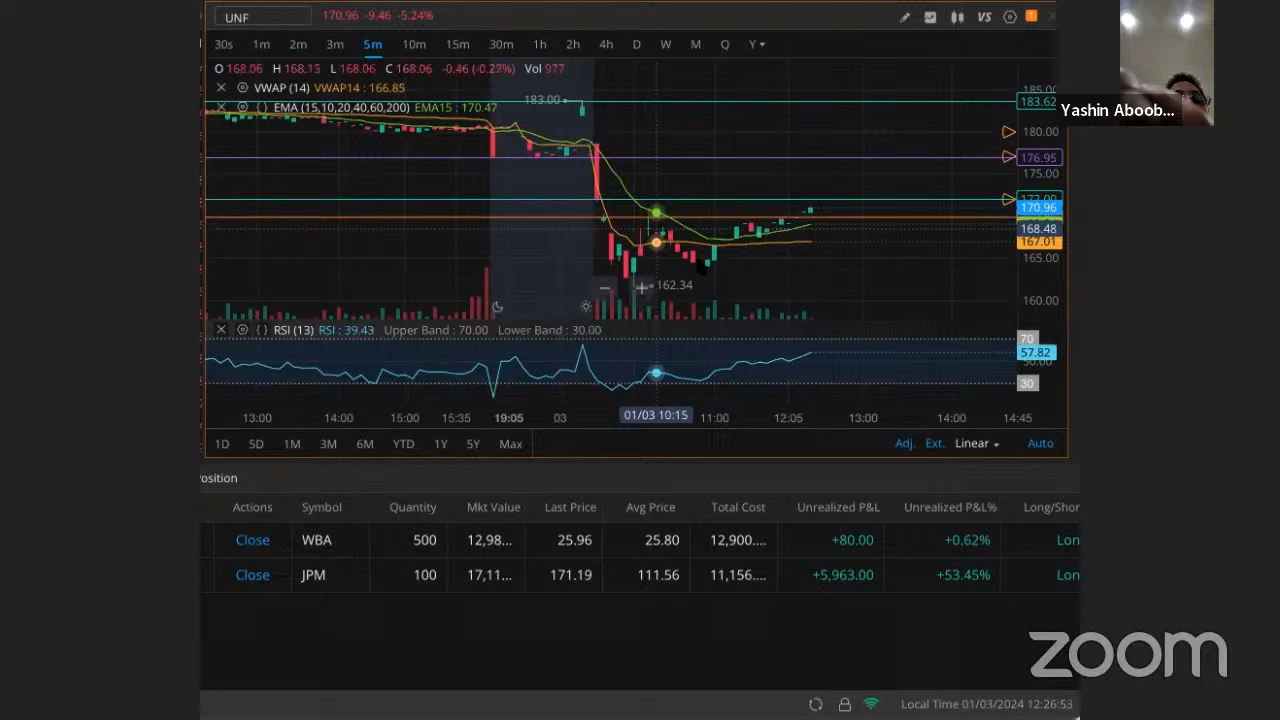 UNF 170.96 -9.46 -5.24% VS 1
30s 1m 2m 3m 5m 10m 15m 30m 1h 2h 4h D W M Q Y
O 168.06 H 168.13 L 168.06 C 168.06 -0.46 (-0.27%) Vol 977
VWAP (14) VWAP14 : 166.85
EMA (15,10,20,40,60,200) EMA15 : 170.47
183.00
185.00
183.62
180.00
176.95
175.00
170.96
168.48
167.01
165.00
162.34
160.00
RSI (13) RSI : 39.43 Upper Band : 70.00 Lower Band : 30.00
70
57.82
50.00
30
13:00 14:00 15:00 15:35 19:05 03 01/03 10:15 11:00 12:05 13:00 14:00 14:45
1D 5D 1M 3M 6M YTD 1Y 5Y Max Adj. Ext. Linear Auto
osition
Actions Symbol Quantity Mkt Value Last Price Avg Price Total Cost Unrealized P&L Unrealized P&L% Long/Shor
Close WBA 500 12,98... 25.96 25.80 12,900.... +80.00 +0.62% Lon
Close JPM 100 17,11... 171.19 111.56 11,156.... +5,963.00 +53.45% Lon
Local Time 01/03/2024 12:26:53
Yashin Aboob...
zoom